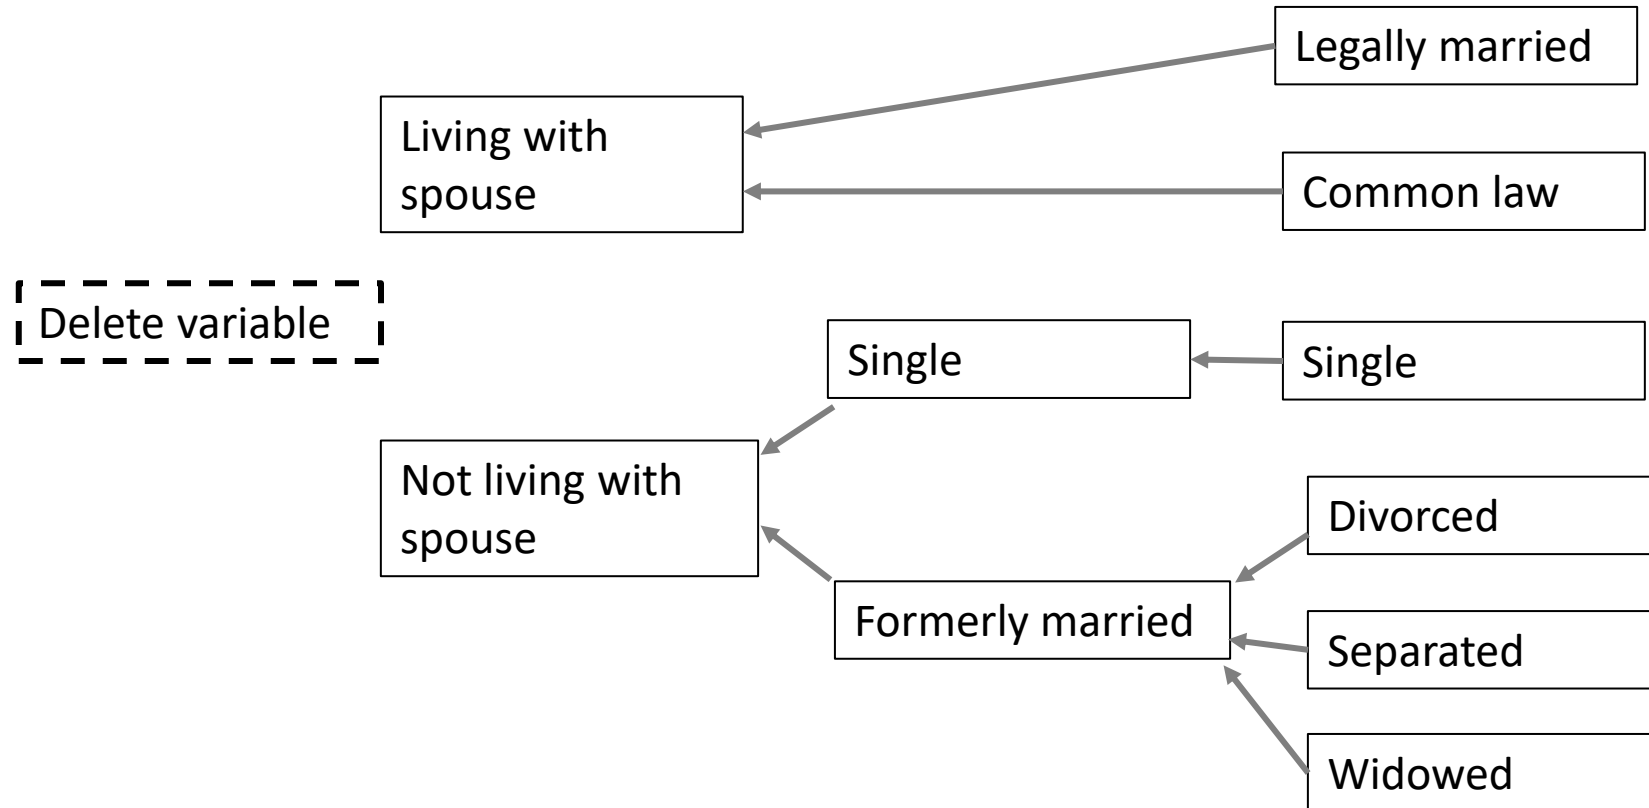 Legally married
Living with
spouse
Common law
Delete variable
Single
Single
Not living with
spouse
Divorced
Formerly married
Separated
Widowed